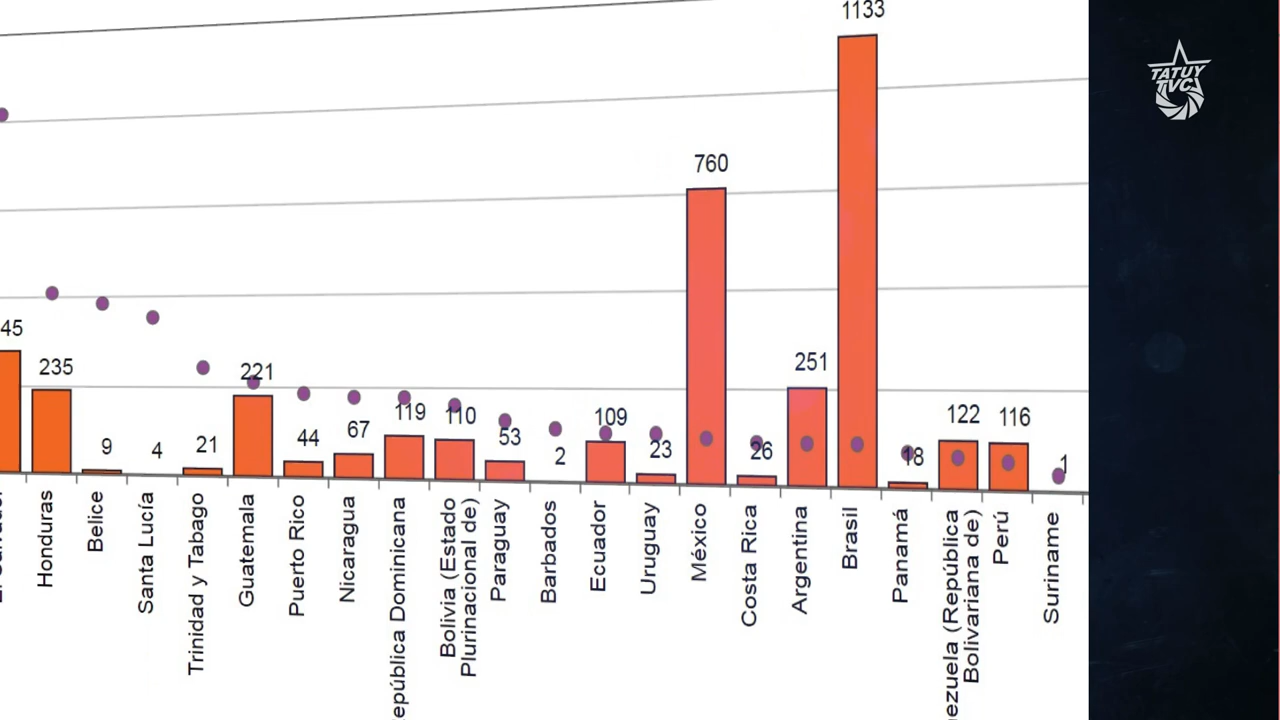 1133
TATUY
TVC
760
45
235
9
4
21
221
44
67
119
110
53
2
109
23
26
251
18
122
116
1
Honduras
Belice
Santa Lucía
Trinidad y Tabago
Guatemala
Puerto Rico
Nicaragua
epública Dominicana
Bolivia (Estado
Plurinacional de)
Paraguay
Barbados
Ecuador
Uruguay
México
Costa Rica
Argentina
Brasil
Panamá
ezuela (República
Bolivariana de)
Perú
Suriname